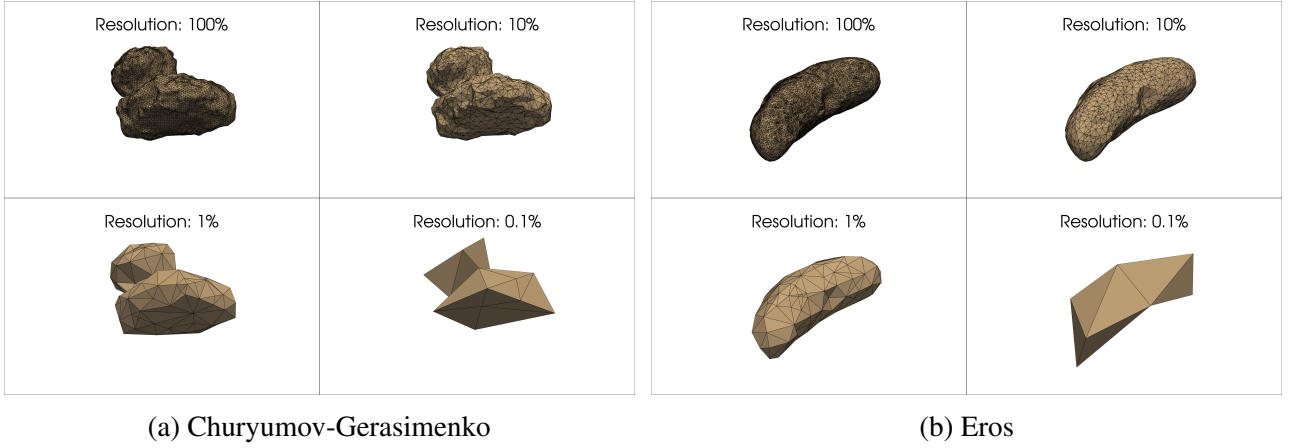 Resolution: 100%
Resolution: 10%
Resolution: 1%
Resolution: 0.1%
(a) Churyumov-Gerasimenko
Resolution: 100%
Resolution: 10%
Resolution: 1%
Resolution: 0.1%
(b) Eros